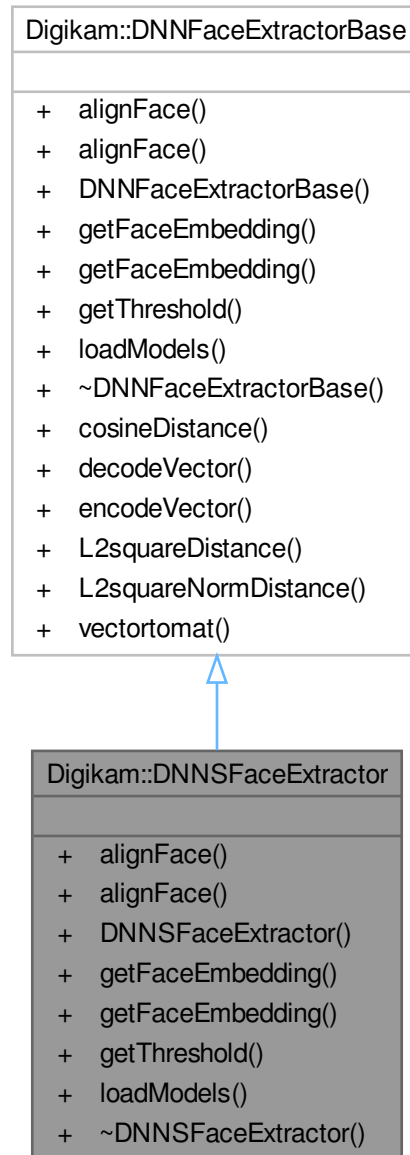 Digikam::DNNFaceExtractorBase
+ alignFace()
+ alignFace()
+ DNNFaceExtractorBase()
+ getFaceEmbedding()
+ getFaceEmbedding()
+ getThreshold()
+ loadModels()
+ ~DNNFaceExtractorBase()
+ cosineDistance()
+ decodeVector()
+ encodeVector()
+ L2squareDistance()
+ L2squareNormDistance()
+ vectortomat()
Digikam::DNNSFaceExtractor
+ alignFace()
+ alignFace()
+ DNNSFaceExtractor()
+ getFaceEmbedding()
+ getFaceEmbedding()
+ getThreshold()
+ loadModels()
+ ~DNNSFaceExtractor()